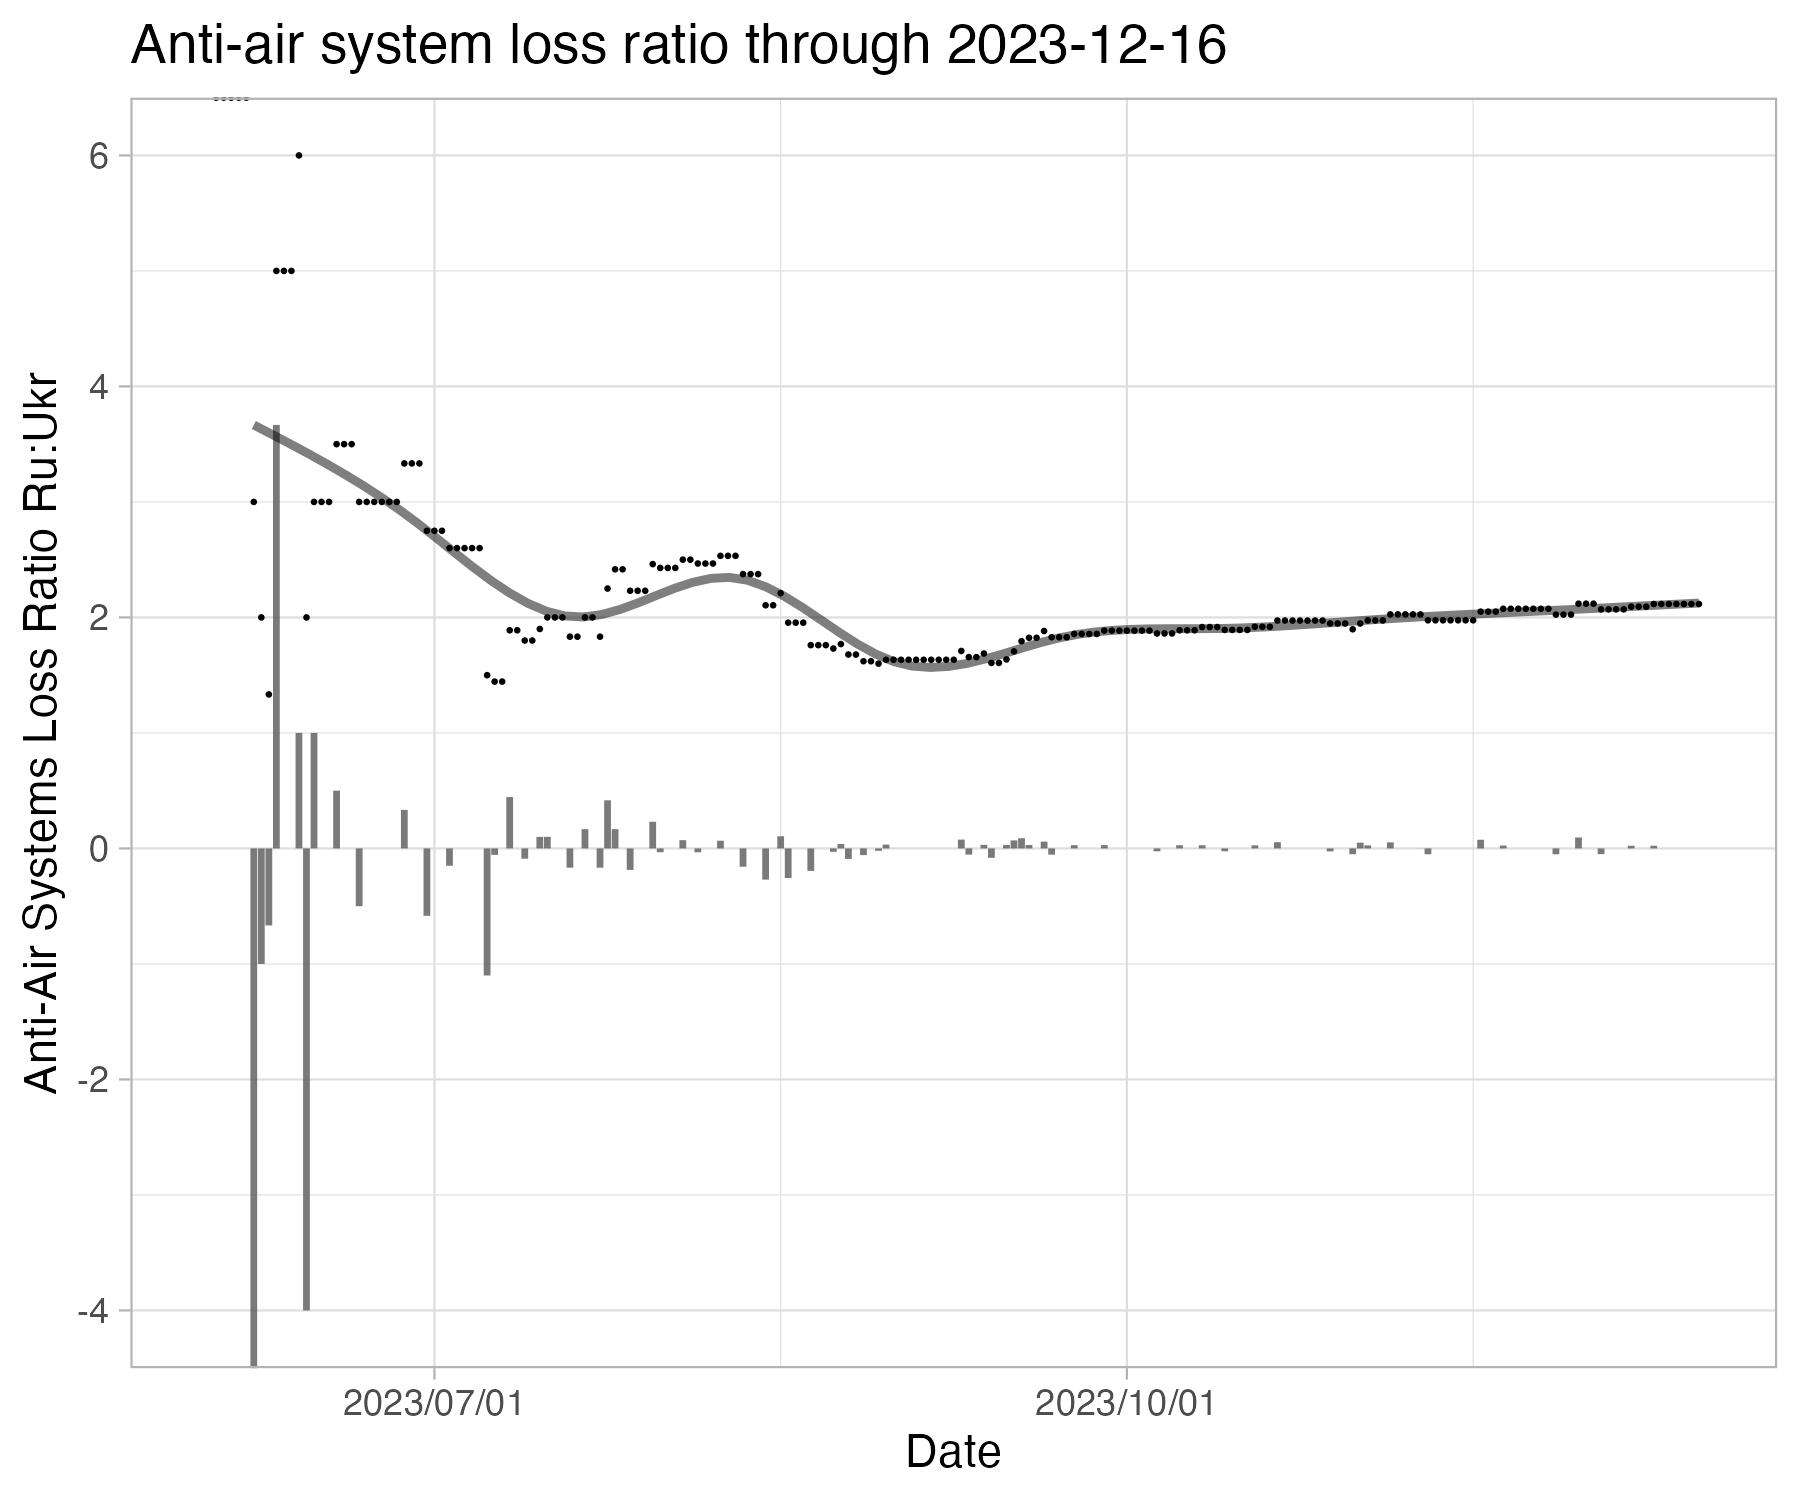 Anti-air system loss ratio through 2023-12-16
Anti-Air Systems Loss Ratio Ru:Ukr
6
4
2
0
-2
-4
2023/07/01
2023/10/01
Date